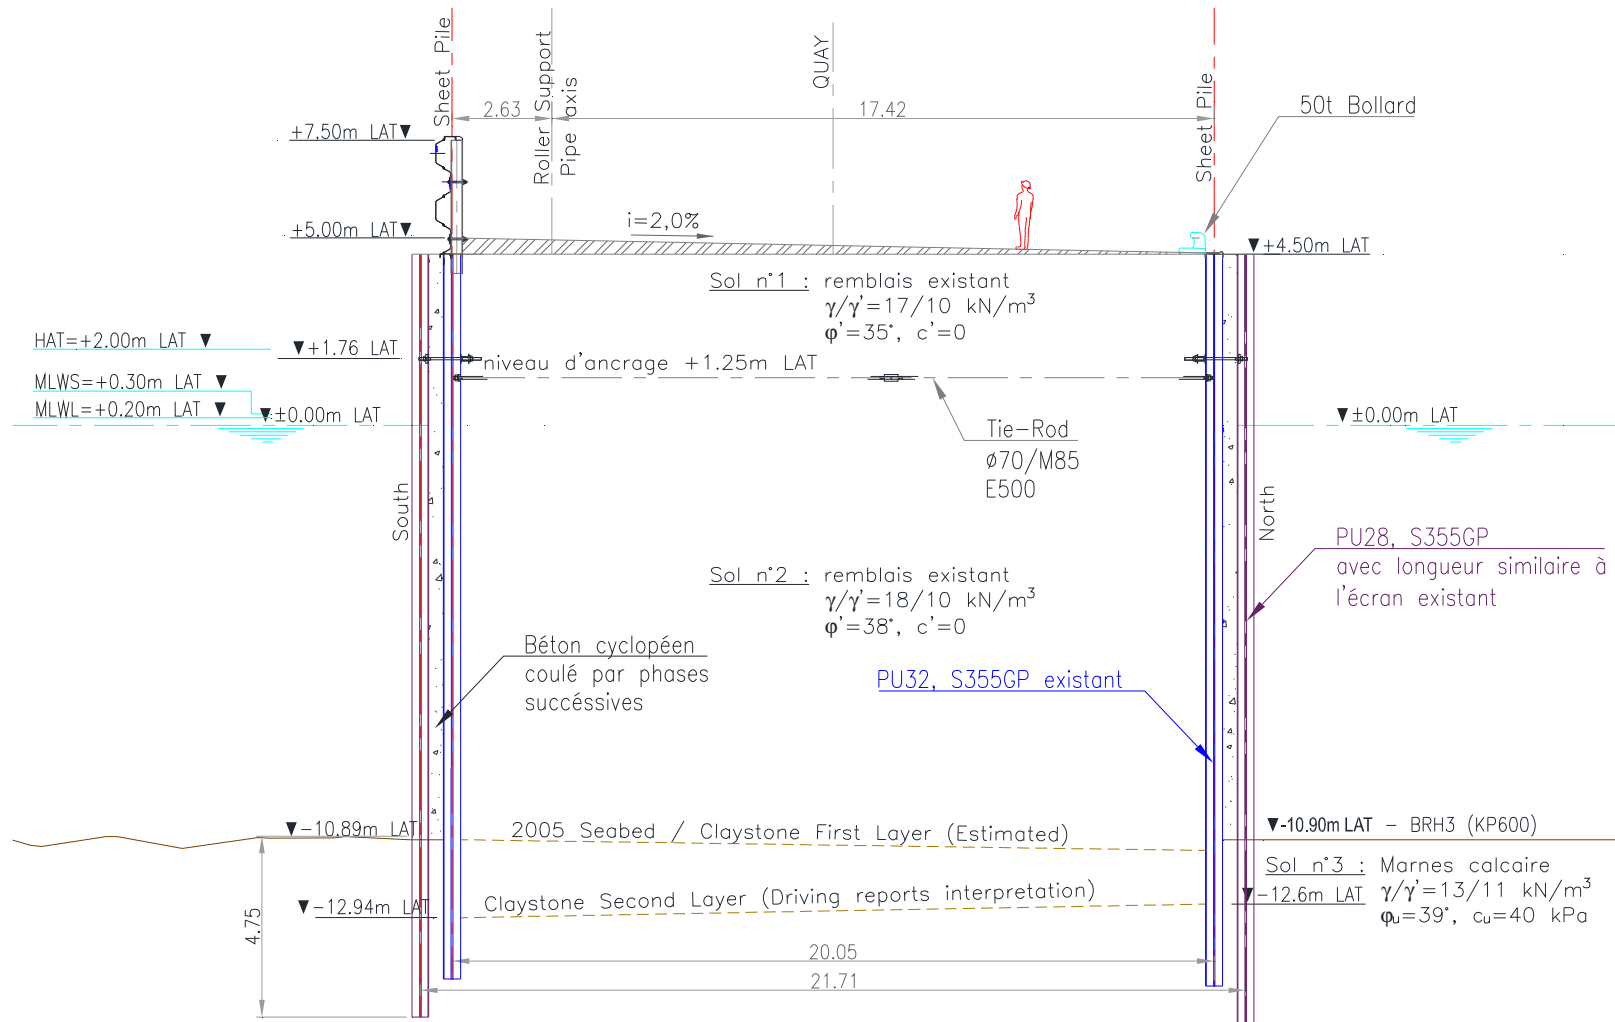 Sheet Pile
Roller Support
Pipe axis
QUAY
Sheet Pile
2.63
17.42
50t Bollard
+7,50m LAT
+5.00m LAT
i=2,0%
+4.50m LAT
Sol n°1 : remblais existant
γ/γ'=17/10 kN/m³
φ'=35°, c'=0
HAT=+2.00m LAT
+1.76 LAT
niveau d'ancrage +1.25m LAT
MLWS=+0.30m LAT
MLWL=+0.20m LAT
±0.00m LAT
±0.00m LAT
Tie-Rod
ø70/M85
E500
South
North
PU28, S355GP
avec longueur similaire à
l'écran existant
Sol n°2 : remblais existant
γ/γ'=18/10 kN/m³
φ'=38°, c'=0
Béton cyclopéen
coulé par phases
succéssives
PU32, S355GP existant
-10.89m LAT
2005 Seabed / Claystone First Layer (Estimated)
-10.90m LAT - BRH3 (KP600)
Sol n°3 : Marnes calcaire
γ/γ'=13/11 kN/m³
φu=39°, cu=40 kPa
-12.94m LAT
Claystone Second Layer (Driving reports interpretation)
-12.6m LAT
4.75
20.05
21.71